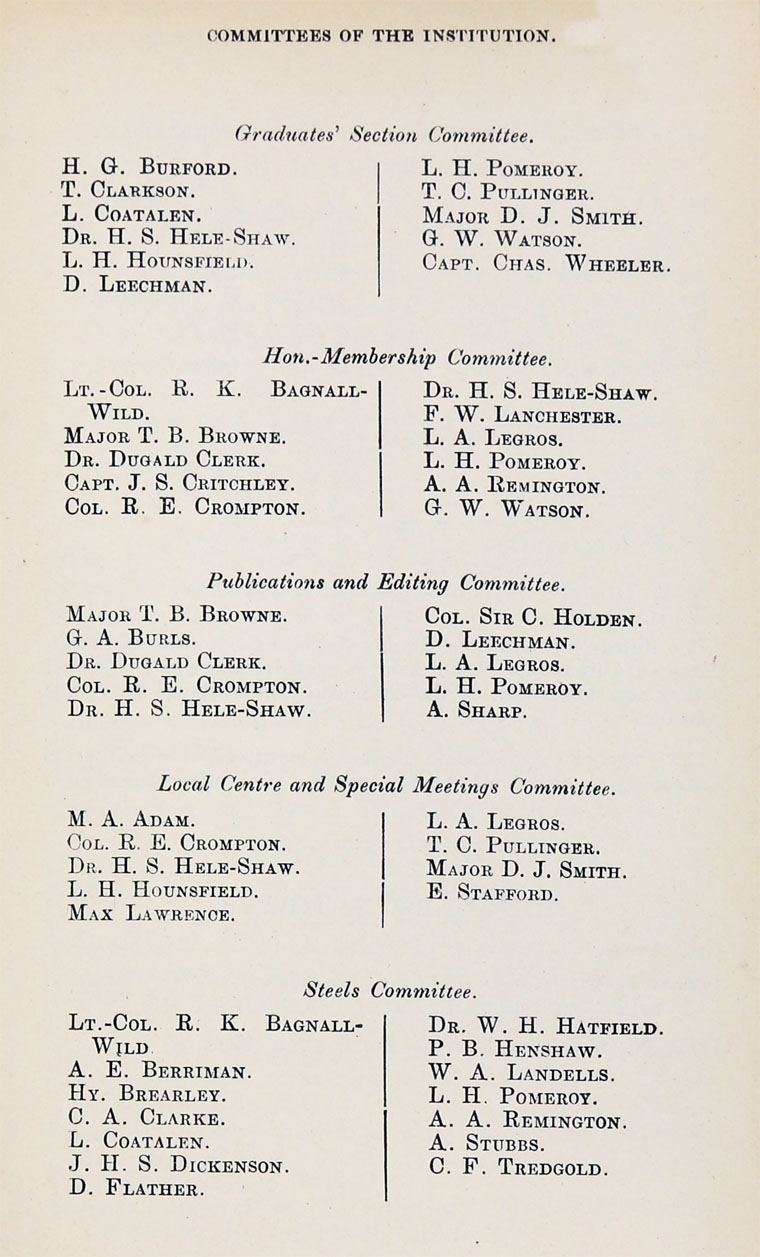 COMMITTEES OF THE INSTITUTION.
Graduates' Section Committee.
H. G. BURFORD.
T. CLARKSON.
L. COATALEN.
DR. H. S. HELE-SHAW.
L. H. HOUNSFIELD.
D. LEECHMAN.
L. H. POMEROY.
T. C. PULLINGER.
MAJOR D. J. SMITH.
G. W. WATSON.
CAPT. CHAS. WHEELER.
Hon.-Membership Committee.
LT.-COL. R. K. BAGNALL-
WILD.
MAJOR T. B. BROWNE.
DR. DUGALD CLERK.
CAPT. J. S. CRITCHLEY.
COL. R. E. CROMPTON.
DR. H. S. HELE-SHAW.
F. W. LANCHESTER.
L. A. LEGROS.
L. H. POMEROY.
A. A. REMINGTON.
G. W. WATSON.
Publications and Editing Committee.
MAJOR T. B. BROWNE.
G. A. BURLS.
DR. DUGALD CLERK.
COL. R. E. CROMPTON.
DR. H. S. HELE-SHAW.
COL. SIR C. HOLDEN.
D. LEECHMAN.
L. A. LEGROS.
L. H. POMEROY.
A. SHARP.
Local Centre and Special Meetings Committee.
M. A. ADAM.
COL. R. E. CROMPTON.
DR. H. S. HELE-SHAW.
L. H. HOUNSFIELD.
MAX LAWRENCE.
L. A. LEGROS.
T. C. PULLINGER.
MAJOR D. J. SMITH.
E. STAFFORD.
Steels Committee.
LT.-COL. R. K. BAGNALL-
WILD
A. E. BERRIMAN.
HY. BREARLEY.
C. A. CLARKE.
L. COATALEN.
J. H. S. DICKENSON.
D. FLATHER.
DR. W. H. HATFIELD.
P. B. HENSHAW.
W. A. LANDELLS.
L. H. POMEROY.
A. A. REMINGTON.
A. STUBBS.
C. F. TREDGOLD.